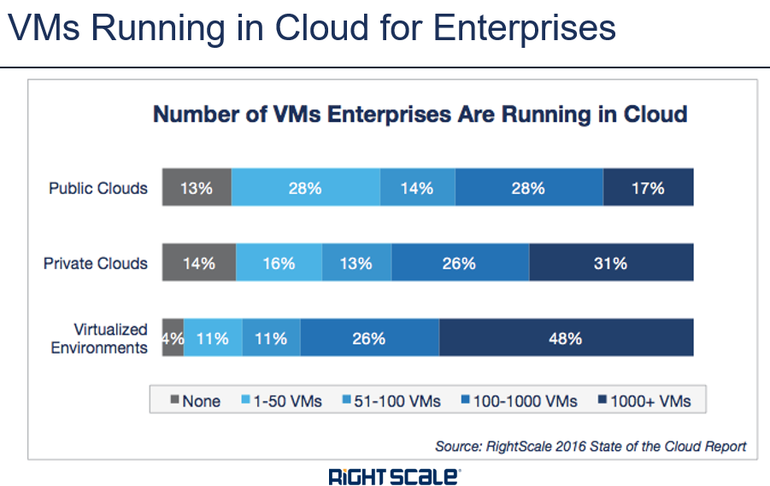 VMs Running in Cloud for Enterprises
Number of VMs Enterprises Are Running in Cloud
Public Clouds 13% 28% 14% 28% 17%
Private Clouds 14% 16% 13% 26% 31%
Virtualized
Environments 4% 11% 11% 26% 48%
None 1-50 VMs 51-100 VMs 100-1000 VMs 1000+ VMs
Source: RightScale 2016 State of the Cloud Report
RIGHTSCALE